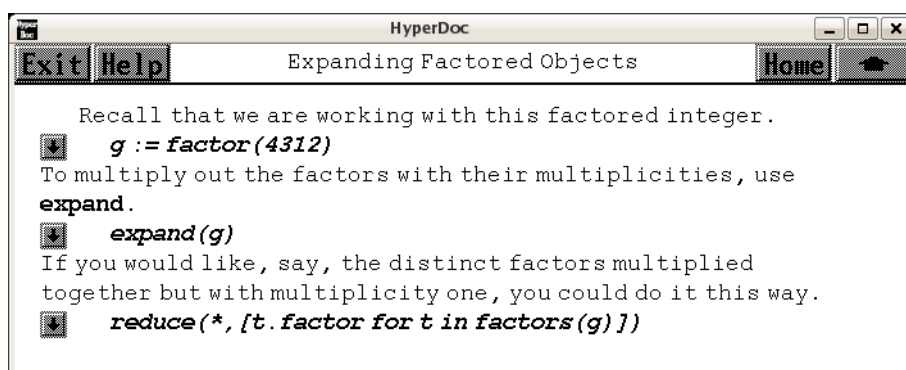 Hyper Doc
HyperDoc
Exit Help Expanding Factored Objects Home
Recall that we are working with this factored integer.
g := factor(4312)
To multiply out the factors with their multiplicities, use
expand.
expand(g)
If you would like, say, the distinct factors multiplied
together but with multiplicity one, you could do it this way.
reduce(*,[t.factor for t in factors(g)])